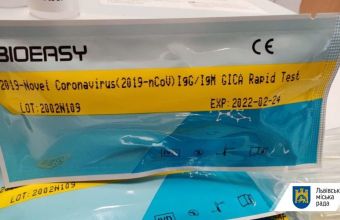 BIOEASY
CE
2019-Novel Coronavirus(2019-nCoV)IgG/IgM GICA Rapid Test
LOT:2002N109
EXP:2022-02-24
LOT:2002N109
IVD
Львівська
міська
рада